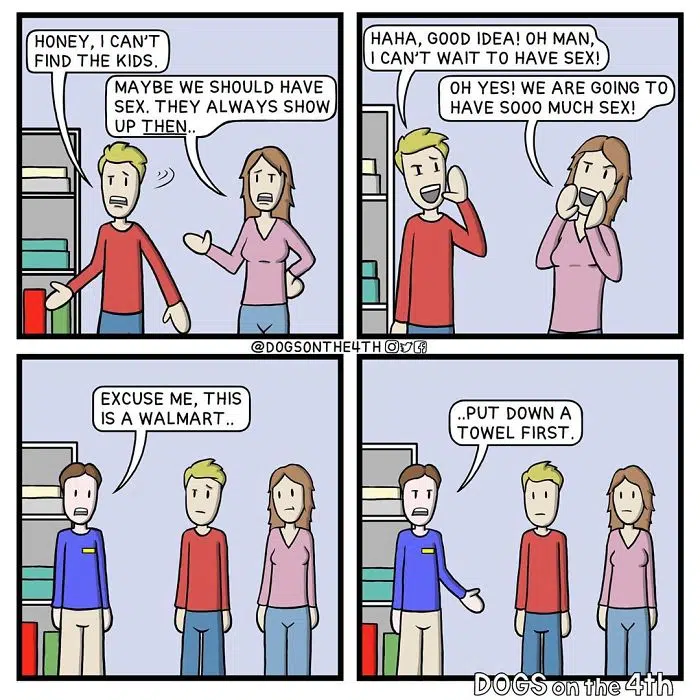 HONEY, I CAN'T
FIND THE KIDS.
MAYBE WE SHOULD HAVE
SEX. THEY ALWAYS SHOW
UP THEN..
HAHA, GOOD IDEA! OH MAN,
I CAN'T WAIT TO HAVE SEX!
OH YES! WE ARE GOING TO
HAVE SOOO MUCH SEX!
@DOGSONTHE4TH
EXCUSE ME, THIS
IS A WALMART..
..PUT DOWN A
TOWEL FIRST.
DOGS on the 4th